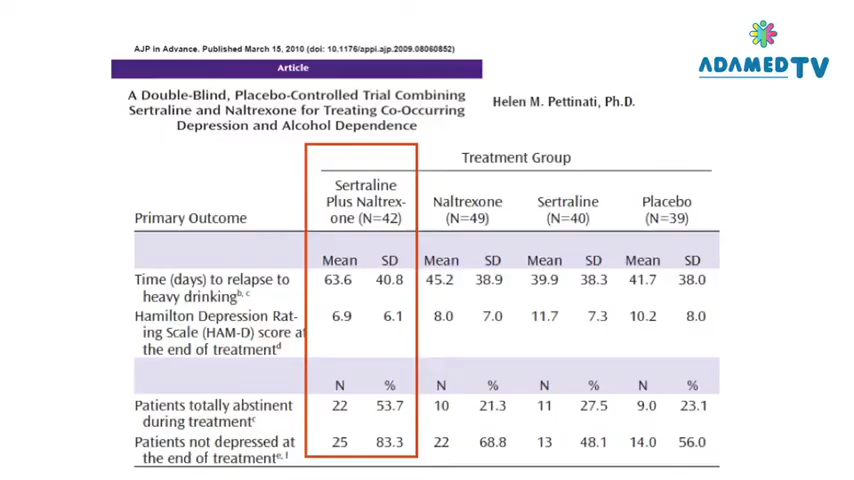 AJP in Advance. Published March 15, 2010 (doi: 10.1176/appi.ajp.2009.08060852)
ADAMED TV
Article
A Double-Blind, Placebo-Controlled Trial Combining
Sertraline and Naltrexone for Treating Co-Occurring
Depression and Alcohol Dependence
Helen M. Pettinati, Ph.D.
Treatment Group
Primary Outcome
Sertraline
Plus Naltrex-
one (N=42)
Naltrexone
(N=49)
Sertraline
(N=40)
Placebo
(N=39)
Mean SD Mean SD Mean SD Mean SD
Time (days) to relapse to
heavy drinkingb, c
63.6 40.8 45.2 38.9 39.9 38.3 41.7 38.0
Hamilton Depression Rat-
ing Scale (HAM-D) score at
the end of treatmentd
6.9 6.1 8.0 7.0 11.7 7.3 10.2 8.0
N % N % N % N %
Patients totally abstinent
during treatmentc
22 53.7 10 21.3 11 27.5 9.0 23.1
Patients not depressed at
the end of treatmente, f
25 83.3 22 68.8 13 48.1 14.0 56.0